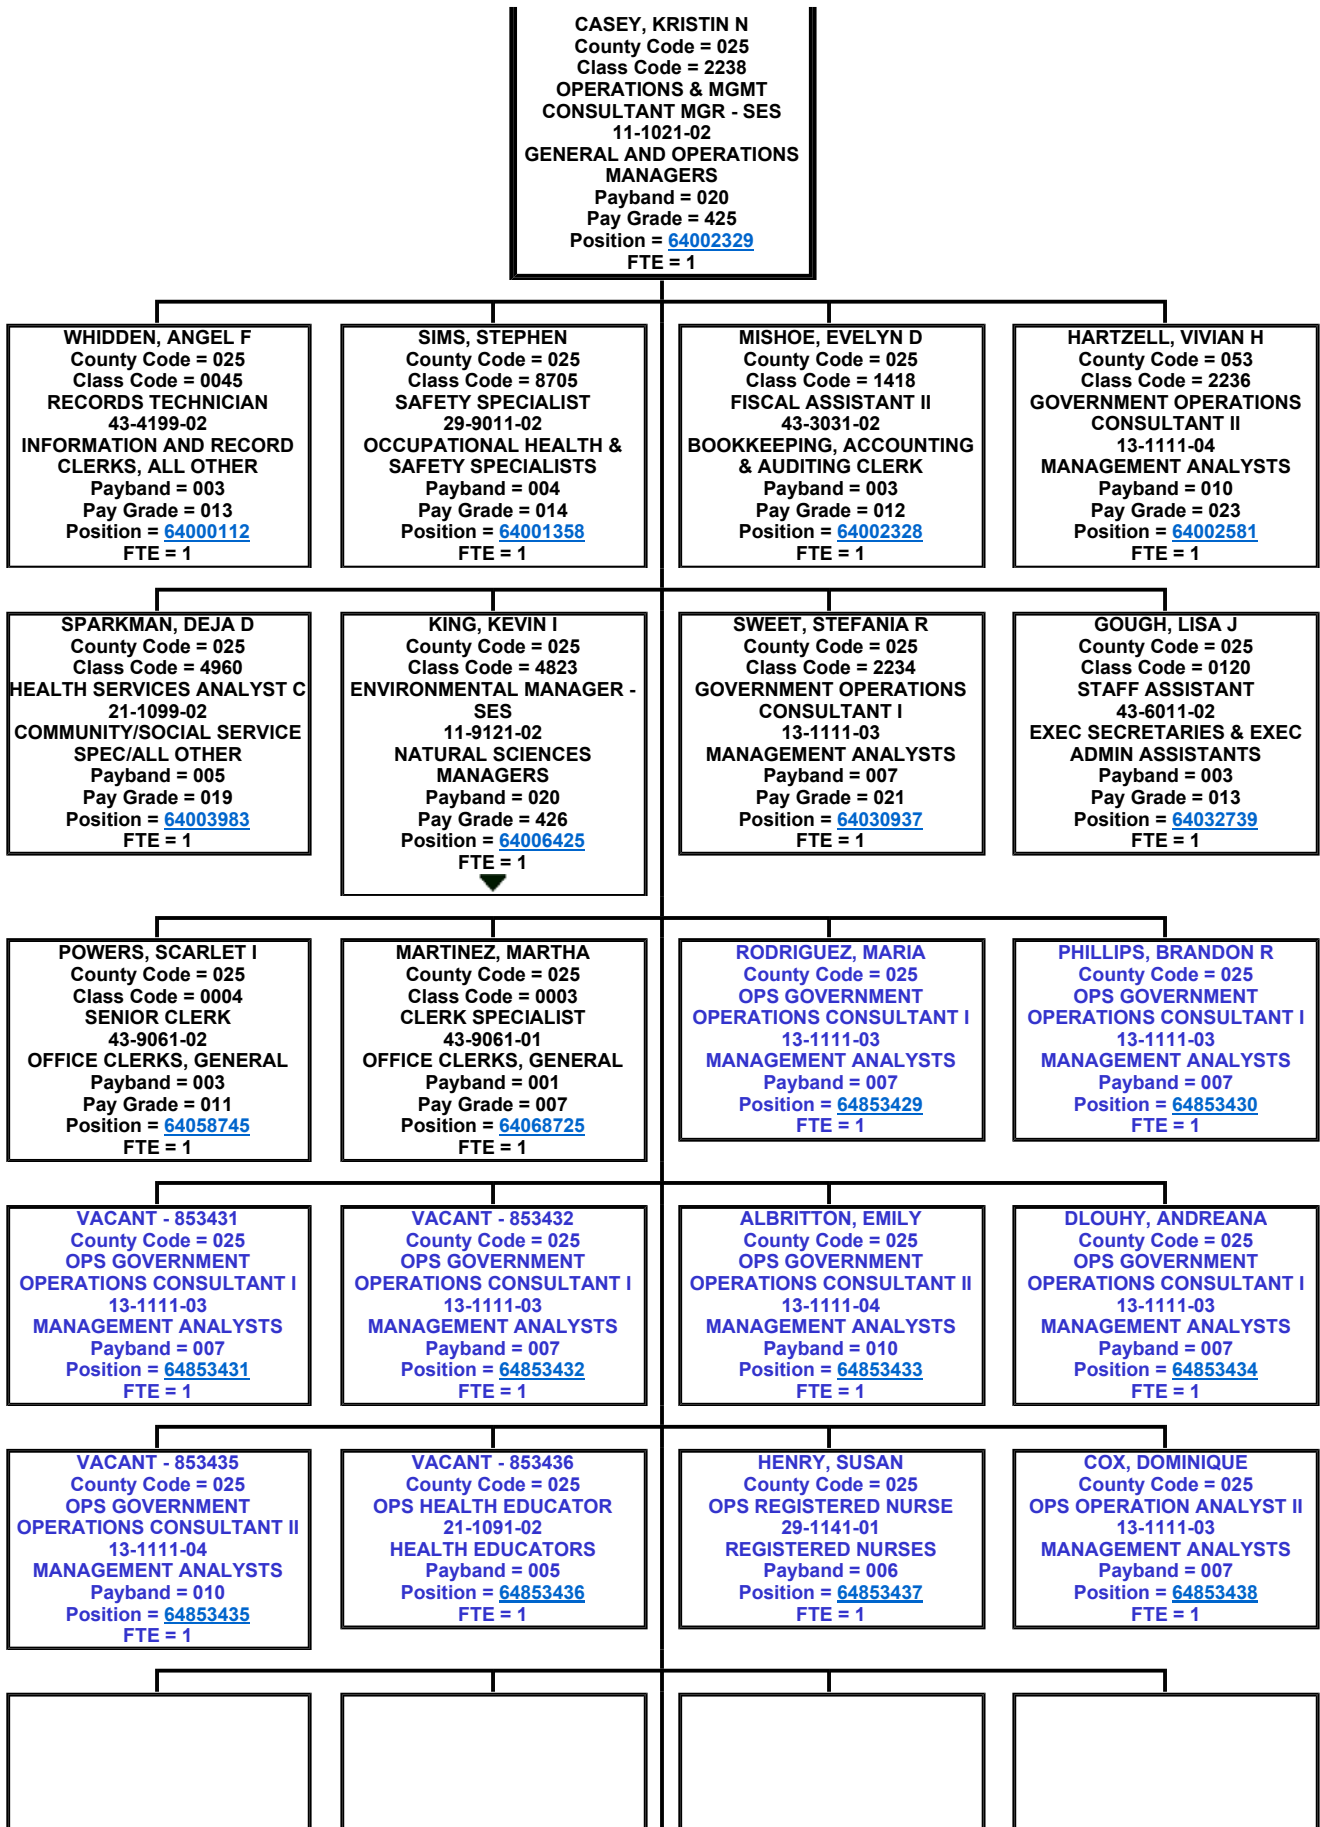 CASEY, KRISTIN N
County Code = 025
Class Code = 2238
OPERATIONS & MGMT
CONSULTANT MGR - SES
11-1021-02
GENERAL AND OPERATIONS
MANAGERS
Payband = 020
Pay Grade = 425
Position = 64002329
FTE = 1
WHIDDEN, ANGEL F
County Code = 025
Class Code = 0045
RECORDS TECHNICIAN
43-4199-02
INFORMATION AND RECORD
CLERKS, ALL OTHER
Payband = 003
Pay Grade = 013
Position = 64000112
FTE = 1
SIMS, STEPHEN
County Code = 025
Class Code = 8705
SAFETY SPECIALIST
29-9011-02
OCCUPATIONAL HEALTH &
SAFETY SPECIALISTS
Payband = 004
Pay Grade = 014
Position = 64001358
FTE = 1
MISHOE, EVELYN D
County Code = 025
Class Code = 1418
FISCAL ASSISTANT II
43-3031-02
BOOKKEEPING, ACCOUNTING
& AUDITING CLERK
Payband = 003
Pay Grade = 012
Position = 64002328
FTE = 1
HARTZELL, VIVIAN H
County Code = 053
Class Code = 2236
GOVERNMENT OPERATIONS
CONSULTANT II
13-1111-04
MANAGEMENT ANALYSTS
Payband = 010
Pay Grade = 023
Position = 64002581
FTE = 1
SPARKMAN, DEJA D
County Code = 025
Class Code = 4960
HEALTH SERVICES ANALYST C
21-1099-02
COMMUNITY/SOCIAL SERVICE
SPEC/ALL OTHER
Payband = 005
Pay Grade = 019
Position = 64003983
FTE = 1
KING, KEVIN I
County Code = 025
Class Code = 4823
ENVIRONMENTAL MANAGER -
SES
11-9121-02
NATURAL SCIENCES
MANAGERS
Payband = 020
Pay Grade = 426
Position = 64006425
FTE = 1
SWEET, STEFANIA R
County Code = 025
Class Code = 2234
GOVERNMENT OPERATIONS
CONSULTANT I
13-1111-03
MANAGEMENT ANALYSTS
Payband = 007
Pay Grade = 021
Position = 64030937
FTE = 1
GOUGH, LISA J
County Code = 025
Class Code = 0120
STAFF ASSISTANT
43-6011-02
EXEC SECRETARIES & EXEC
ADMIN ASSISTANTS
Payband = 003
Pay Grade = 013
Position = 64032739
FTE = 1
POWERS, SCARLET I
County Code = 025
Class Code = 0004
SENIOR CLERK
43-9061-02
OFFICE CLERKS, GENERAL
Payband = 003
Pay Grade = 011
Position = 64058745
FTE = 1
MARTINEZ, MARTHA
County Code = 025
Class Code = 0003
CLERK SPECIALIST
43-9061-01
OFFICE CLERKS, GENERAL
Payband = 001
Pay Grade = 007
Position = 64068725
FTE = 1
RODRIGUEZ, MARIA
County Code = 025
OPS GOVERNMENT
OPERATIONS CONSULTANT I
13-1111-03
MANAGEMENT ANALYSTS
Payband = 007
Position = 64853429
FTE = 1
PHILLIPS, BRANDON R
County Code = 025
OPS GOVERNMENT
OPERATIONS CONSULTANT I
13-1111-03
MANAGEMENT ANALYSTS
Payband = 007
Position = 64853430
FTE = 1
VACANT - 853431
County Code = 025
OPS GOVERNMENT
OPERATIONS CONSULTANT I
13-1111-03
MANAGEMENT ANALYSTS
Payband = 007
Position = 64853431
FTE = 1
VACANT - 853432
County Code = 025
OPS GOVERNMENT
OPERATIONS CONSULTANT I
13-1111-03
MANAGEMENT ANALYSTS
Payband = 007
Position = 64853432
FTE = 1
ALBRITTON, EMILY
County Code = 025
OPS GOVERNMENT
OPERATIONS CONSULTANT II
13-1111-04
MANAGEMENT ANALYSTS
Payband = 010
Position = 64853433
FTE = 1
DLOUHY, ANDREANA
County Code = 025
OPS GOVERNMENT
OPERATIONS CONSULTANT I
13-1111-03
MANAGEMENT ANALYSTS
Payband = 007
Position = 64853434
FTE = 1
VACANT - 853435
County Code = 025
OPS GOVERNMENT
OPERATIONS CONSULTANT II
13-1111-04
MANAGEMENT ANALYSTS
Payband = 010
Position = 64853435
FTE = 1
VACANT - 853436
County Code = 025
OPS HEALTH EDUCATOR
21-1091-02
HEALTH EDUCATORS
Payband = 005
Position = 64853436
FTE = 1
HENRY, SUSAN
County Code = 025
OPS REGISTERED NURSE
29-1141-01
REGISTERED NURSES
Payband = 006
Position = 64853437
FTE = 1
COX, DOMINIQUE
County Code = 025
OPS OPERATION ANALYST II
13-1111-03
MANAGEMENT ANALYSTS
Payband = 007
Position = 64853438
FTE = 1